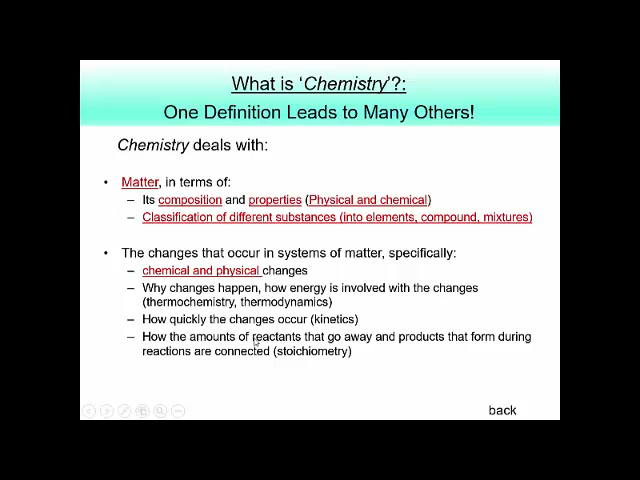 What is ‘Chemistry’?:
One Definition Leads to Many Others!
Chemistry deals with:
• Matter, in terms of:
– Its composition and properties (Physical and chemical)
– Classification of different substances (into elements, compound, mixtures)
• The changes that occur in systems of matter, specifically:
– chemical and physical changes
– Why changes happen, how energy is involved with the changes
(thermochemistry, thermodynamics)
– How quickly the changes occur (kinetics)
– How the amounts of reactants that go away and products that form during
reactions are connected (stoichiometry)
back